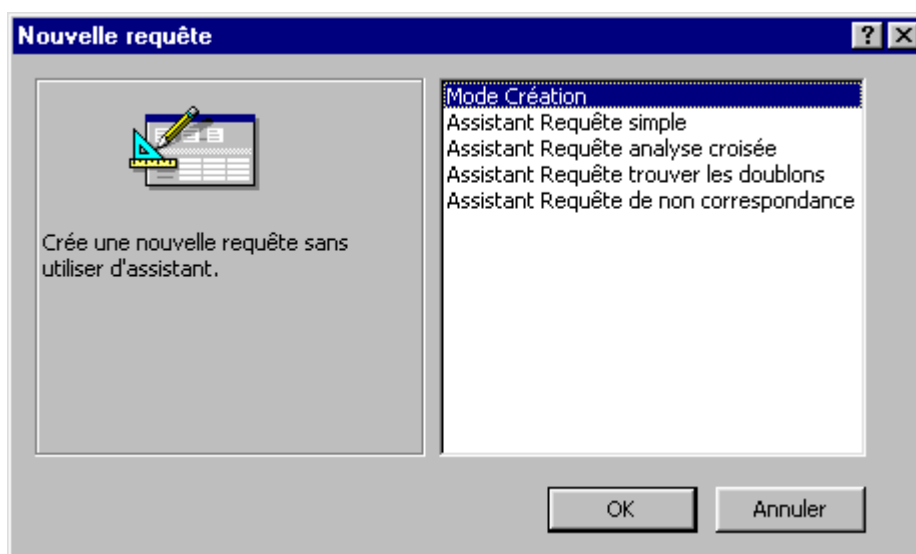 Nouvelle requête
Crée une nouvelle requête sans
utiliser d'assistant.
Mode Création
Assistant Requête simple
Assistant Requête analyse croisée
Assistant Requête trouver les doublons
Assistant Requête de non correspondance
OK
Annuler